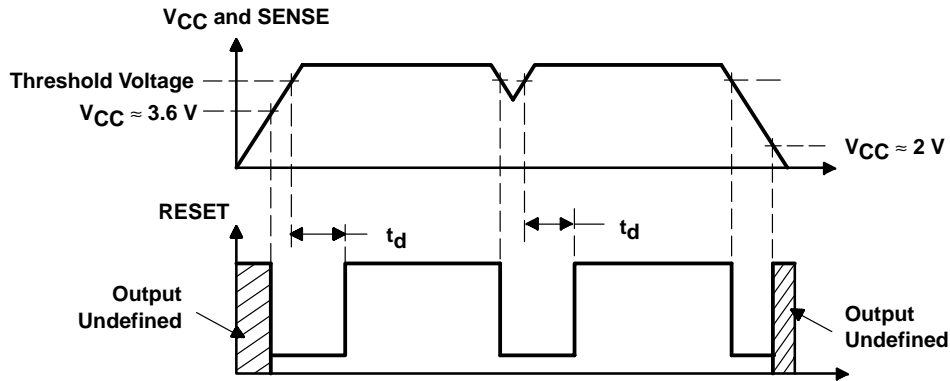 VCC and SENSE
Threshold Voltage
VCC ≈ 3.6 V
VCC ≈ 2 V
RESET
td
td
Output
Undefined
Output
Undefined